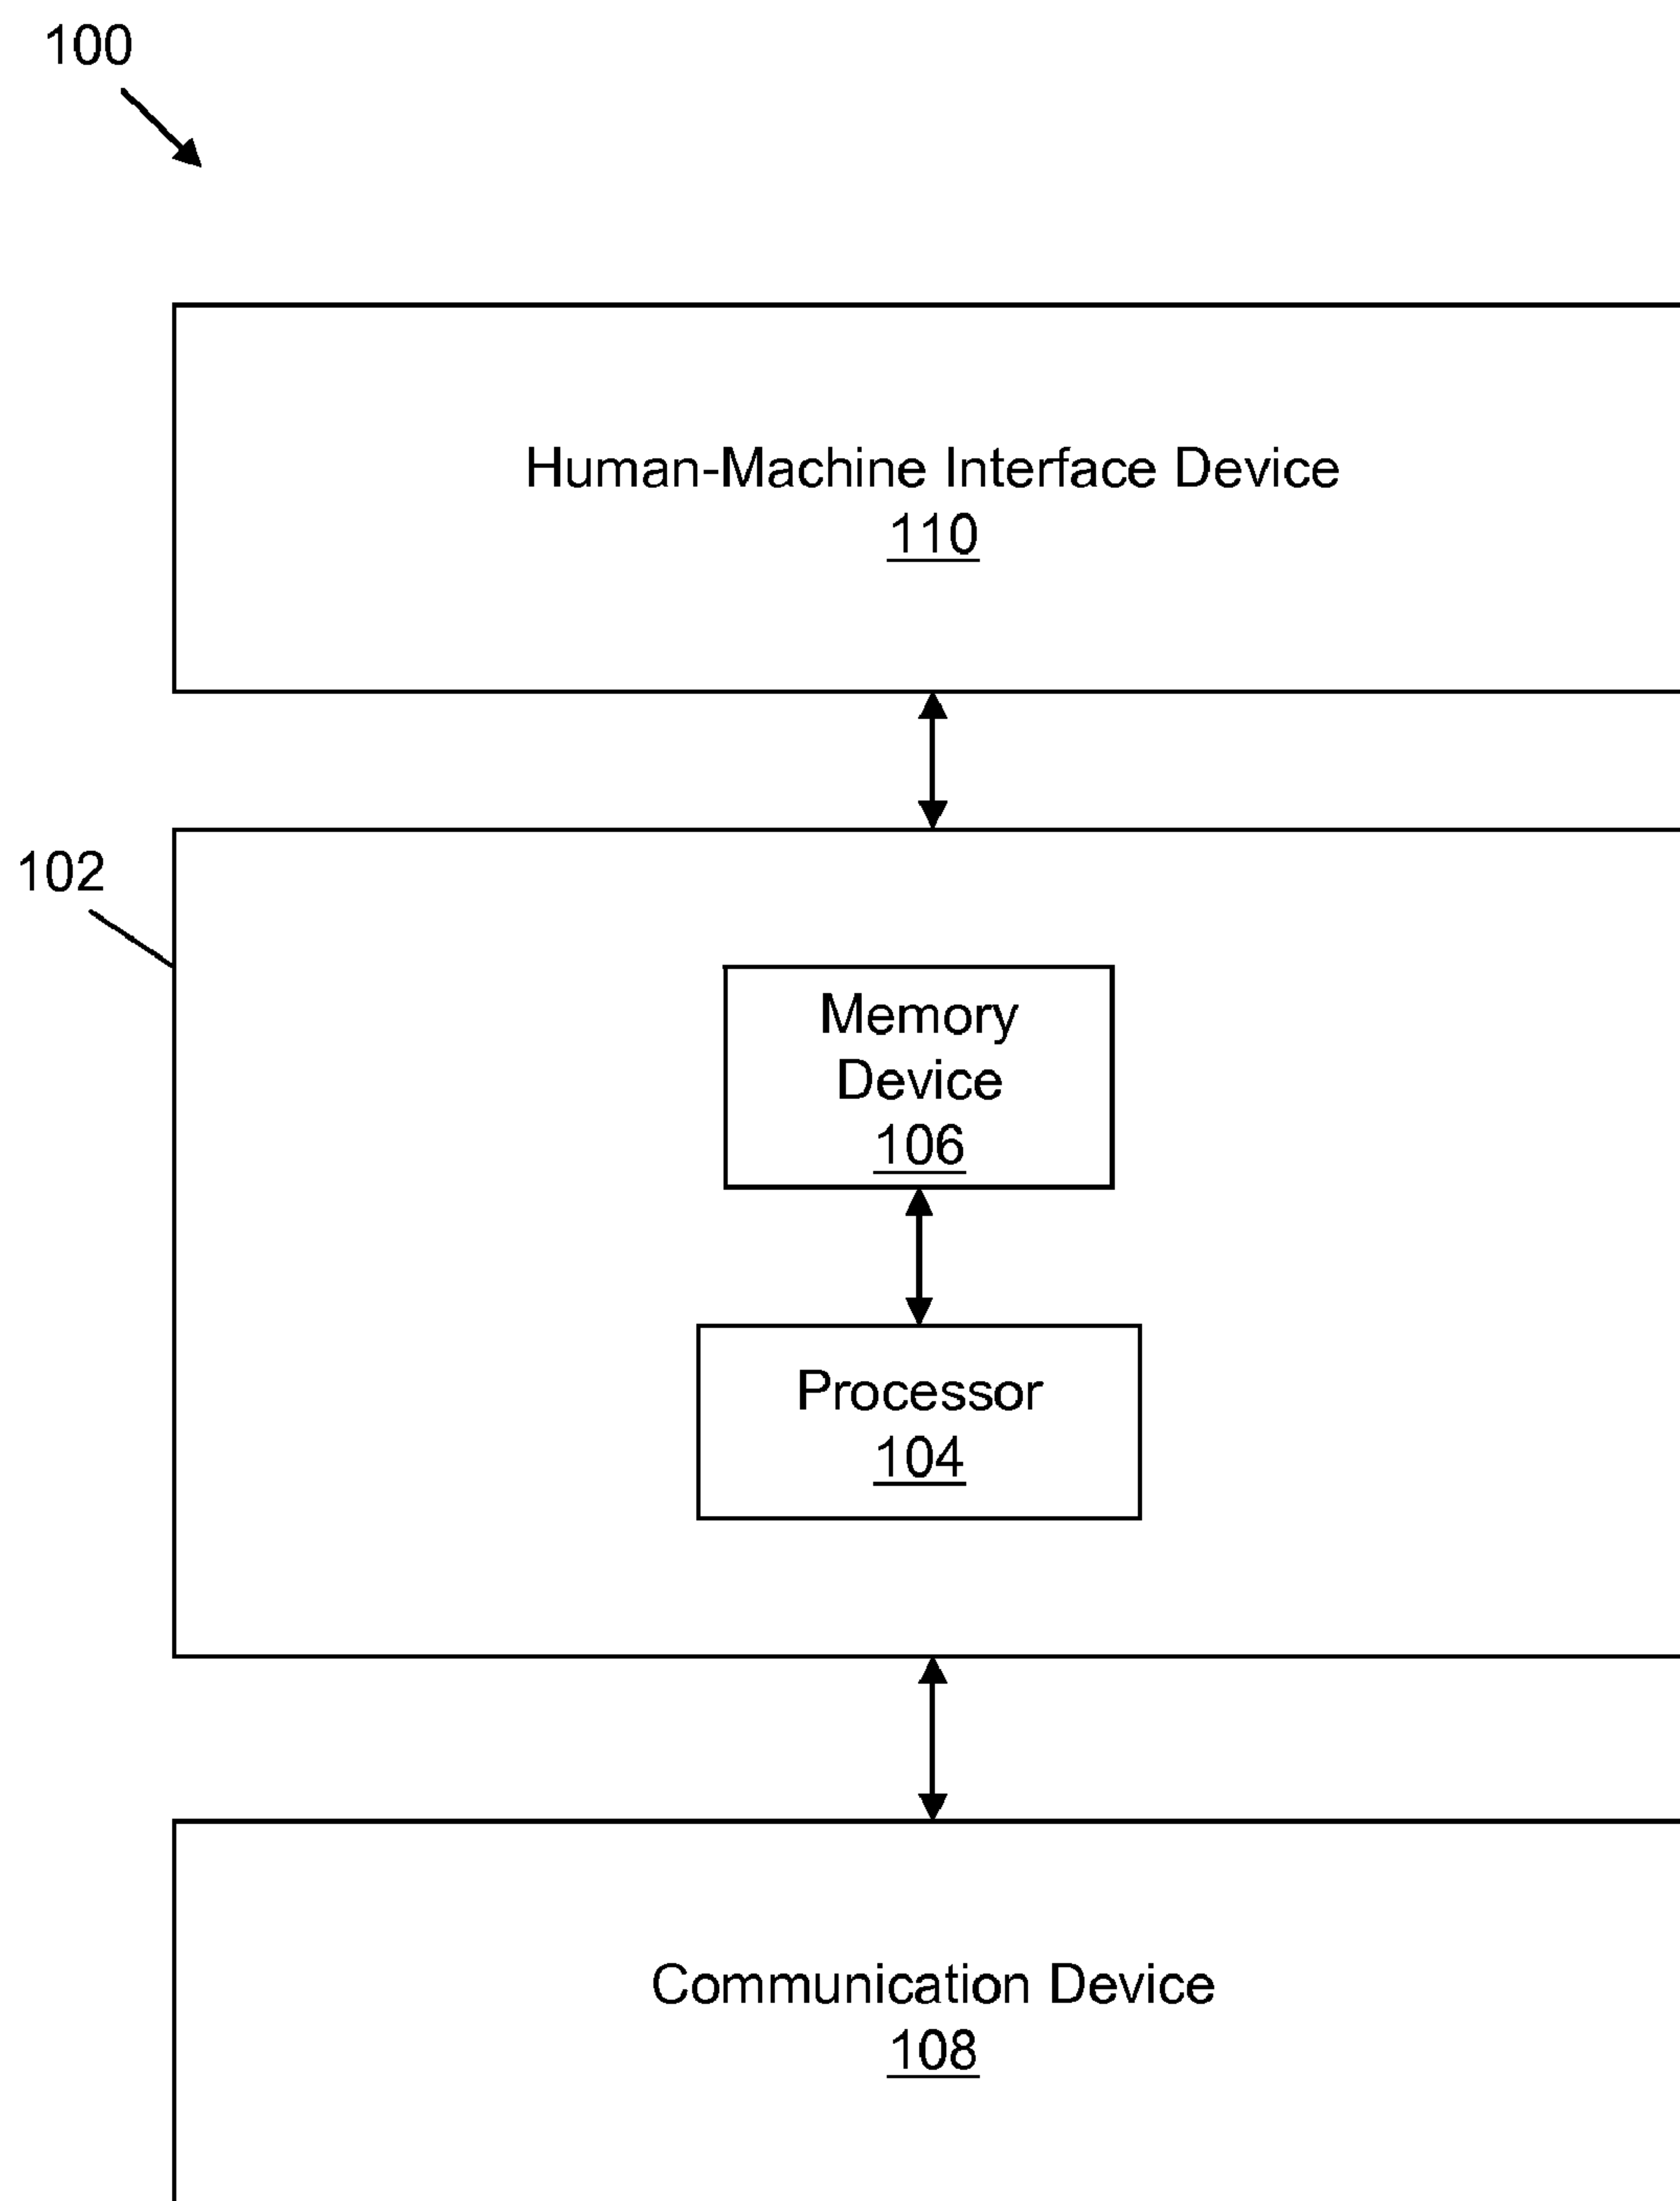 100
Human-Machine Interface Device
110
102
Memory
Device
106
Processor
104
Communication Device
108